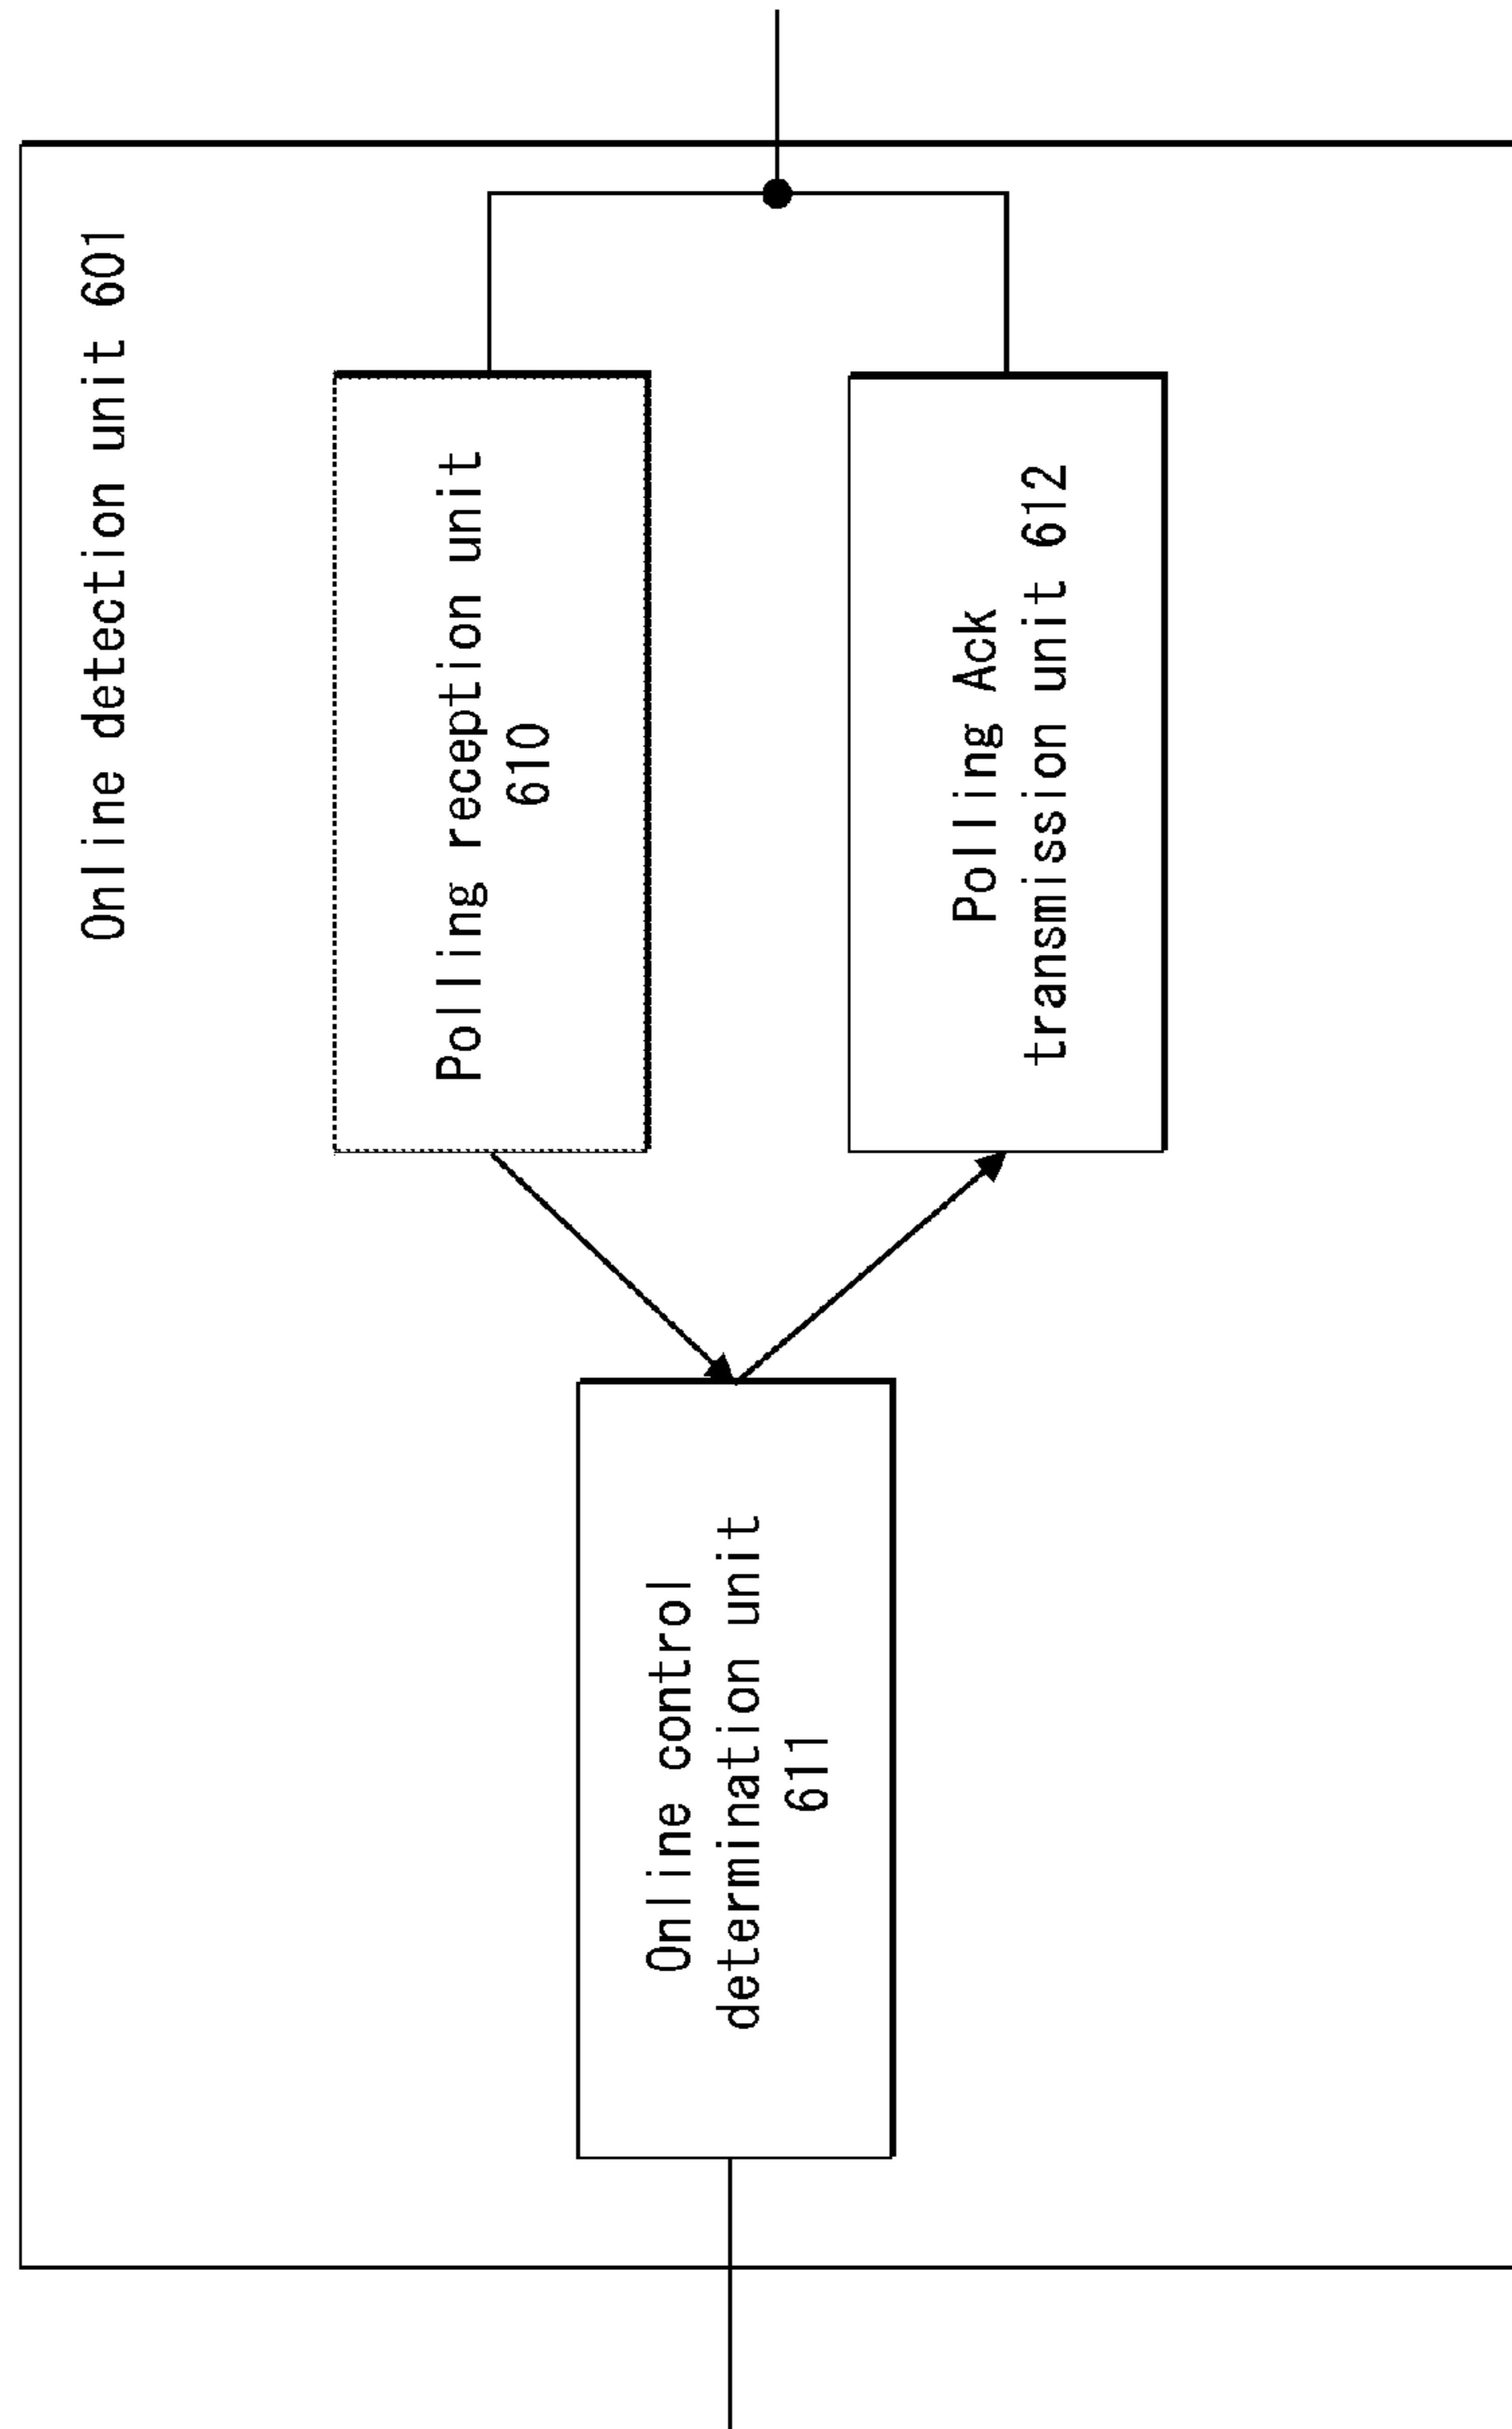 Online detection unit 601
Polling reception unit
610
Online control
determination unit
611
Polling Ack
transmission unit 612